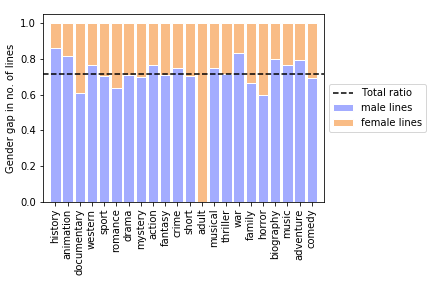 Gender gap in no. of lines
1.0
0.8
0.6
0.4
0.2
0.0
history
animation
documentary
western
sport
romance
drama
mystery
action
fantasy
crime
short
adult
musical
thriller
war
family
horror
biography
music
adventure
comedy
Total ratio
male lines
female lines